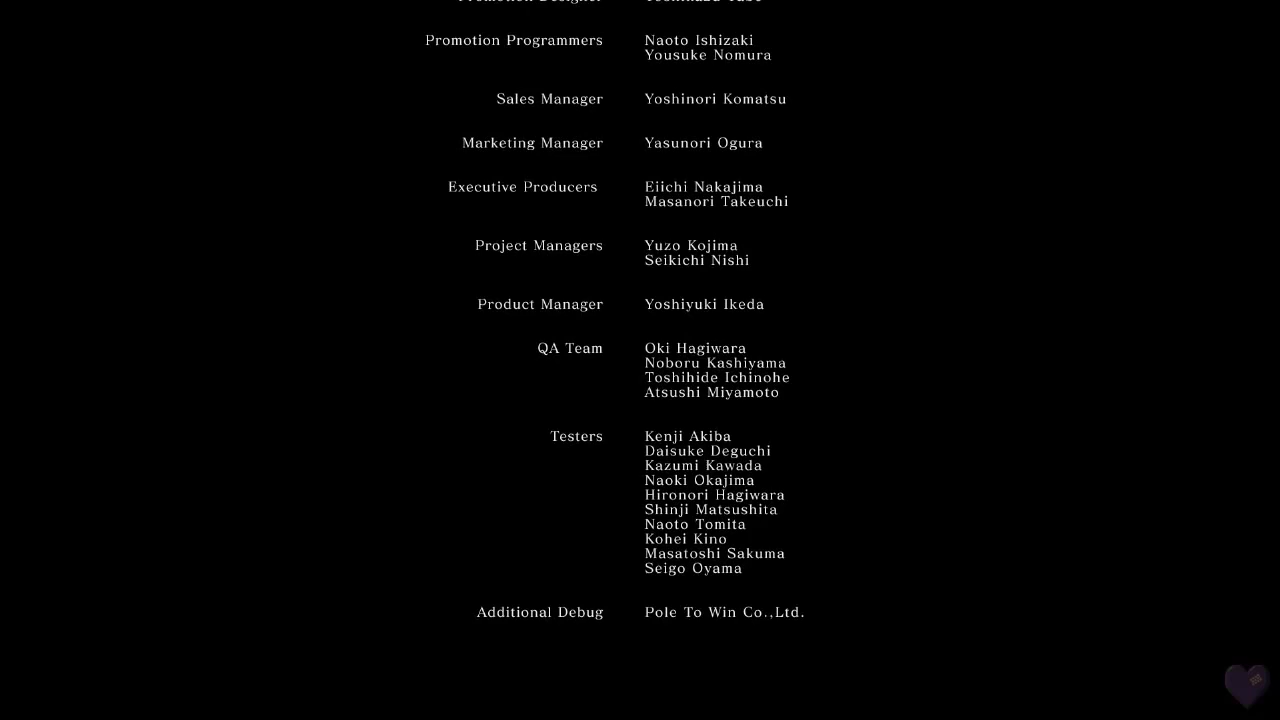 Promotion Programmers Naoto Ishizaki
Yousuke Nomura
Sales Manager Yoshinori Komatsu
Marketing Manager Yasunori Ogura
Executive Producers Eiichi Nakajima
Masanori Takeuchi
Project Managers Yuzo Kojima
Seikichi Nishi
Product Manager Yoshiyuki Ikeda
QA Team Oki Hagiwara
Noboru Kashiyama
Toshihide Ichinohe
Atsushi Miyamoto
Testers Kenji Akiba
Daisuke Deguchi
Kazumi Kawada
Naoki Okajima
Hironori Hagiwara
Shinji Matsushita
Naoto Tomita
Kohei Kino
Masatoshi Sakuma
Seigo Oyama
Additional Debug Pole To Win Co.,Ltd.